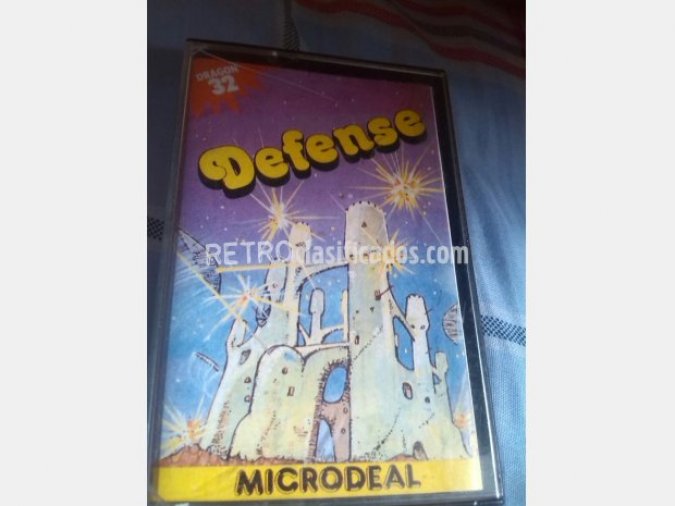 DRAGON
32
Defense
RETROclasificados.com
MICRODEAL